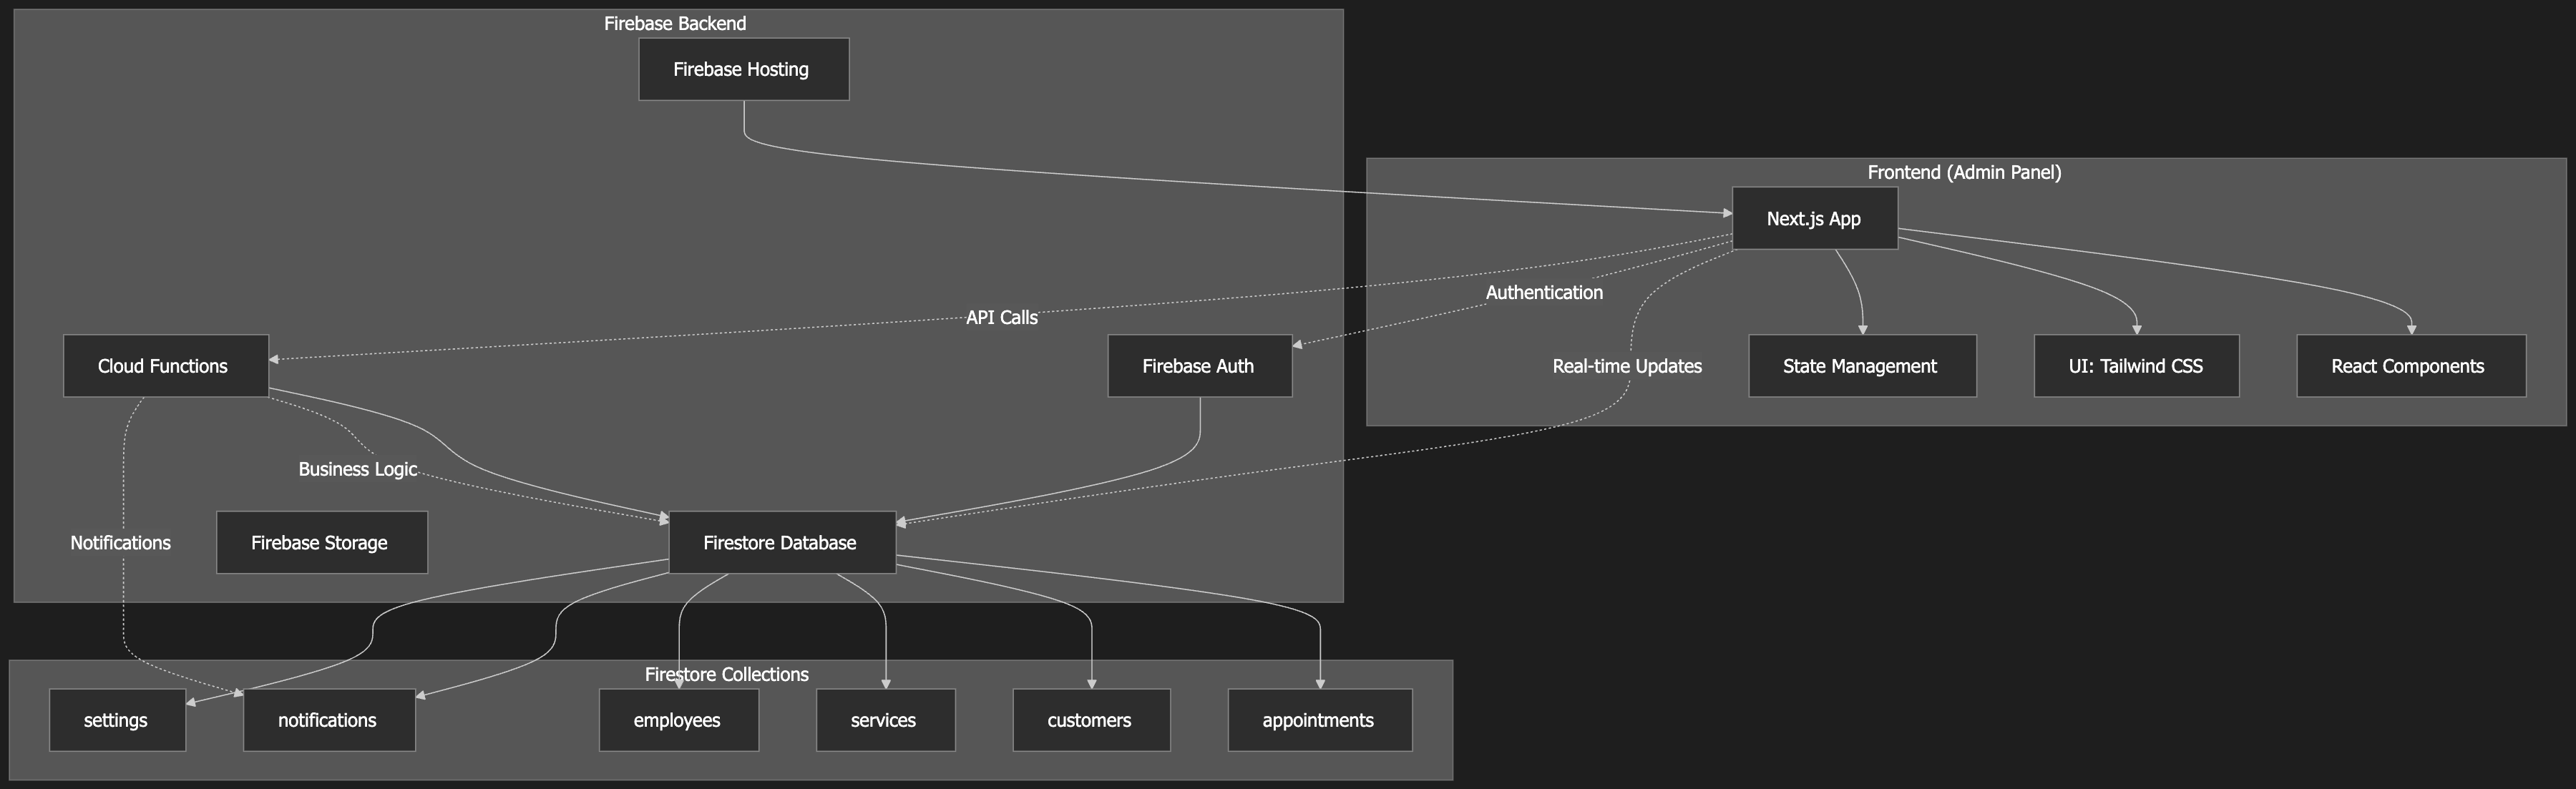 Firebase Backend
Firebase Hosting
Frontend (Admin Panel)
Next.js App
Authentication
API Calls
Cloud Functions
Firebase Auth
Real-time Updates
State Management
UI: Tailwind CSS
React Components
Business Logic
Notifications
Firebase Storage
Firestore Database
Firestore Collections
settings
notifications
employees
services
customers
appointments